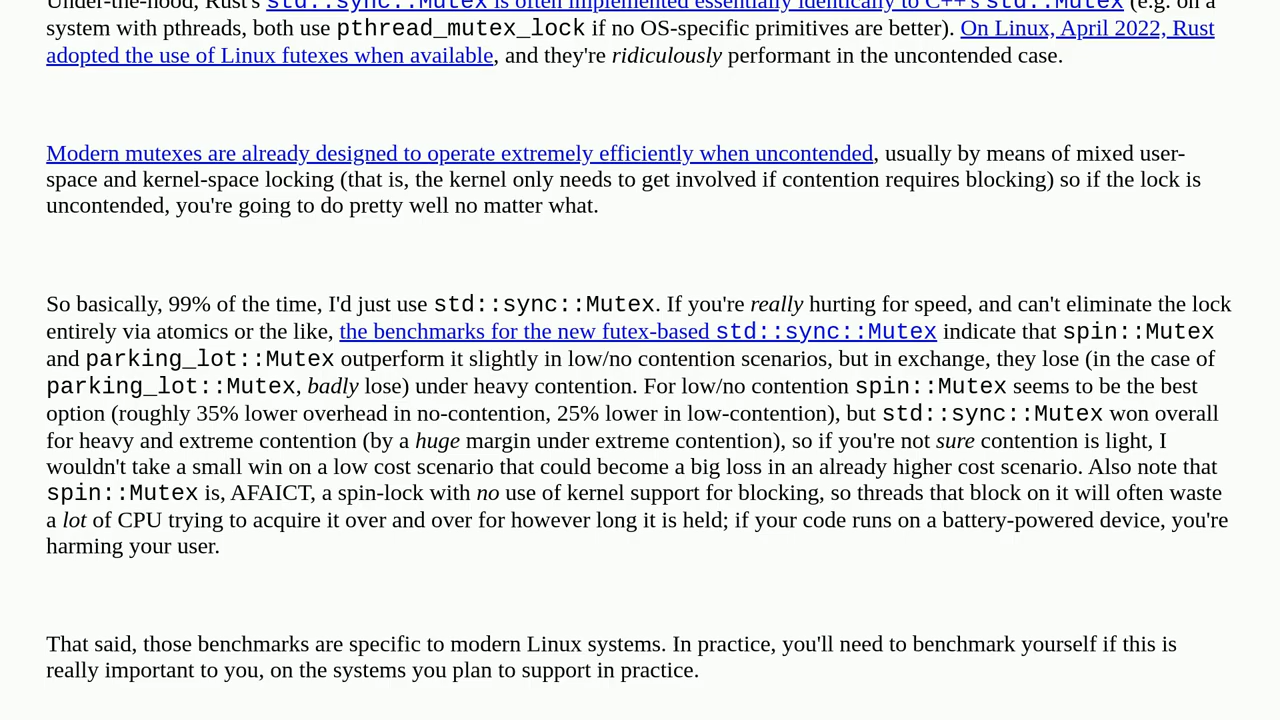 Under-the-hood, Rust's std::sync::Mutex is often implemented essentially identically to C++'s std::Mutex (e.g. on a
system with pthreads, both use pthread_mutex_lock if no OS-specific primitives are better). On Linux, April 2022, Rust
adopted the use of Linux futexes when available, and they're ridiculously performant in the uncontended case.
Modern mutexes are already designed to operate extremely efficiently when uncontended, usually by means of mixed user-
space and kernel-space locking (that is, the kernel only needs to get involved if contention requires blocking) so if the lock is
uncontended, you're going to do pretty well no matter what.
So basically, 99% of the time, I'd just use std::sync::Mutex. If you're really hurting for speed, and can't eliminate the lock
entirely via atomics or the like, the benchmarks for the new futex-based std::sync::Mutex indicate that spin::Mutex
and parking_lot::Mutex outperform it slightly in low/no contention scenarios, but in exchange, they lose (in the case of
parking_lot::Mutex, badly lose) under heavy contention. For low/no contention spin::Mutex seems to be the best
option (roughly 35% lower overhead in no-contention, 25% lower in low-contention), but std::sync::Mutex won overall
for heavy and extreme contention (by a huge margin under extreme contention), so if you're not sure contention is light, I
wouldn't take a small win on a low cost scenario that could become a big loss in an already higher cost scenario. Also note that
spin::Mutex is, AFAICT, a spin-lock with no use of kernel support for blocking, so threads that block on it will often waste
a lot of CPU trying to acquire it over and over for however long it is held; if your code runs on a battery-powered device, you're
harming your user.
That said, those benchmarks are specific to modern Linux systems. In practice, you'll need to benchmark yourself if this is
really important to you, on the systems you plan to support in practice.